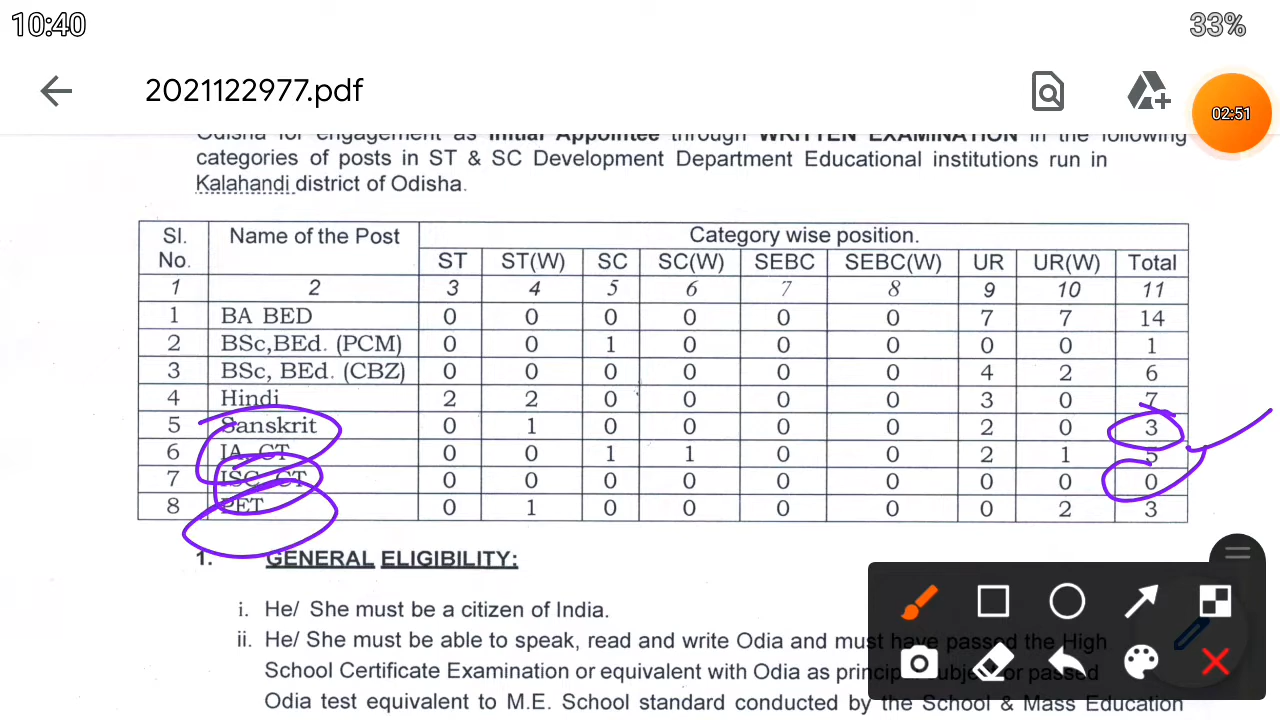 10:40
33%
2021122977.pdf
02:51
Odisha for engagement as Initial Appointee through WRITTEN EXAMINATION in the following
categories of posts in ST & SC Development Department Educational institutions run in
Kalahandi district of Odisha.
Sl. No. Name of the Post Category wise position.
ST ST(W) SC SC(W) SEBC SEBC(W) UR UR(W) Total
1 2 3 4 5 6 7 8 9 10 11
1 BA BED 0 0 0 0 0 0 7 7 14
2 BSc,BEd. (PCM) 0 0 1 0 0 0 0 0 1
3 BSc, BEd. (CBZ) 0 0 0 0 0 0 4 2 6
4 Hindi 2 2 0 0 0 0 3 0 7
5 Sanskrit 0 1 0 0 0 0 2 0 3
6 IA, CT 0 0 1 1 0 0 2 1 5
7 ISC, CT 0 0 0 0 0 0 0 0 0
8 PET 0 1 0 0 0 0 0 2 3
1. GENERAL ELIGIBILITY:
i. He/ She must be a citizen of India.
ii. He/ She must be able to speak, read and write Odia and must have passed the High
School Certificate Examination or equivalent with Odia as principal subject or passed
Odia test equivalent to M.E. School standard conducted by the School & Mass Education